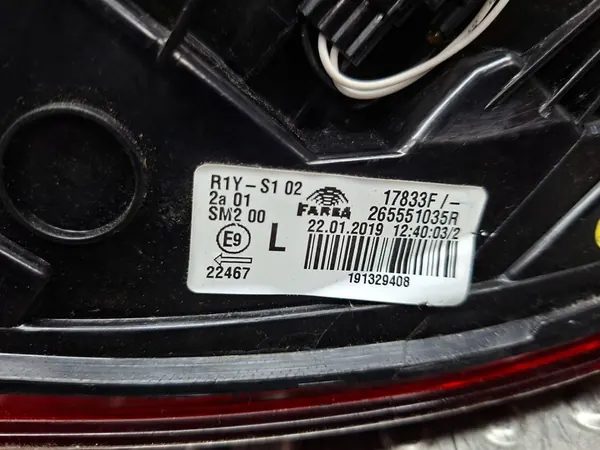 R1Y-S1 02
2a 01
SM2 00
E9
22467
L
FARBA
17833F/-
265551035R
22.01.2019 12:40:03/2
191329408